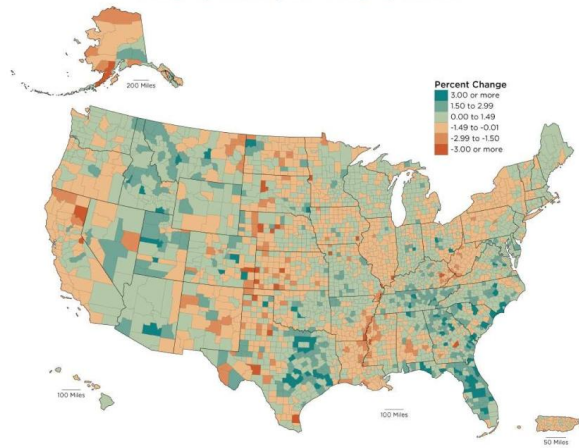 200 Miles
Percent Change
3.00 or more
1.50 to 2.99
0.00 to 1.49
-1.49 to -0.01
-2.99 to -1.50
-3.00 or more
100 Miles
100 Miles
50 Miles